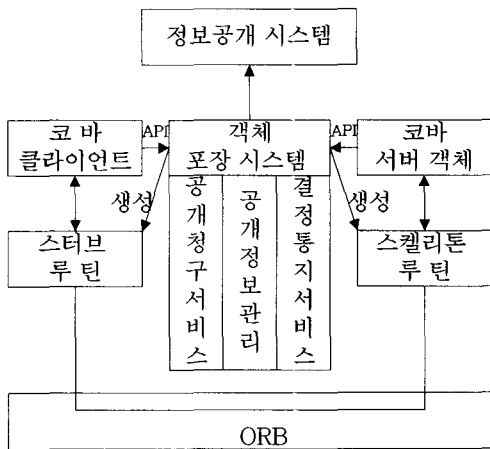 정보공개 시스템
코 바
클라이언트
API
객체
포장 시스템
API
코바
서버 객체
생성
생성
스터브
루 틴
공개청구서비스
공개정보관리
결정통지서비스
스켈리톤
루 틴
ORB